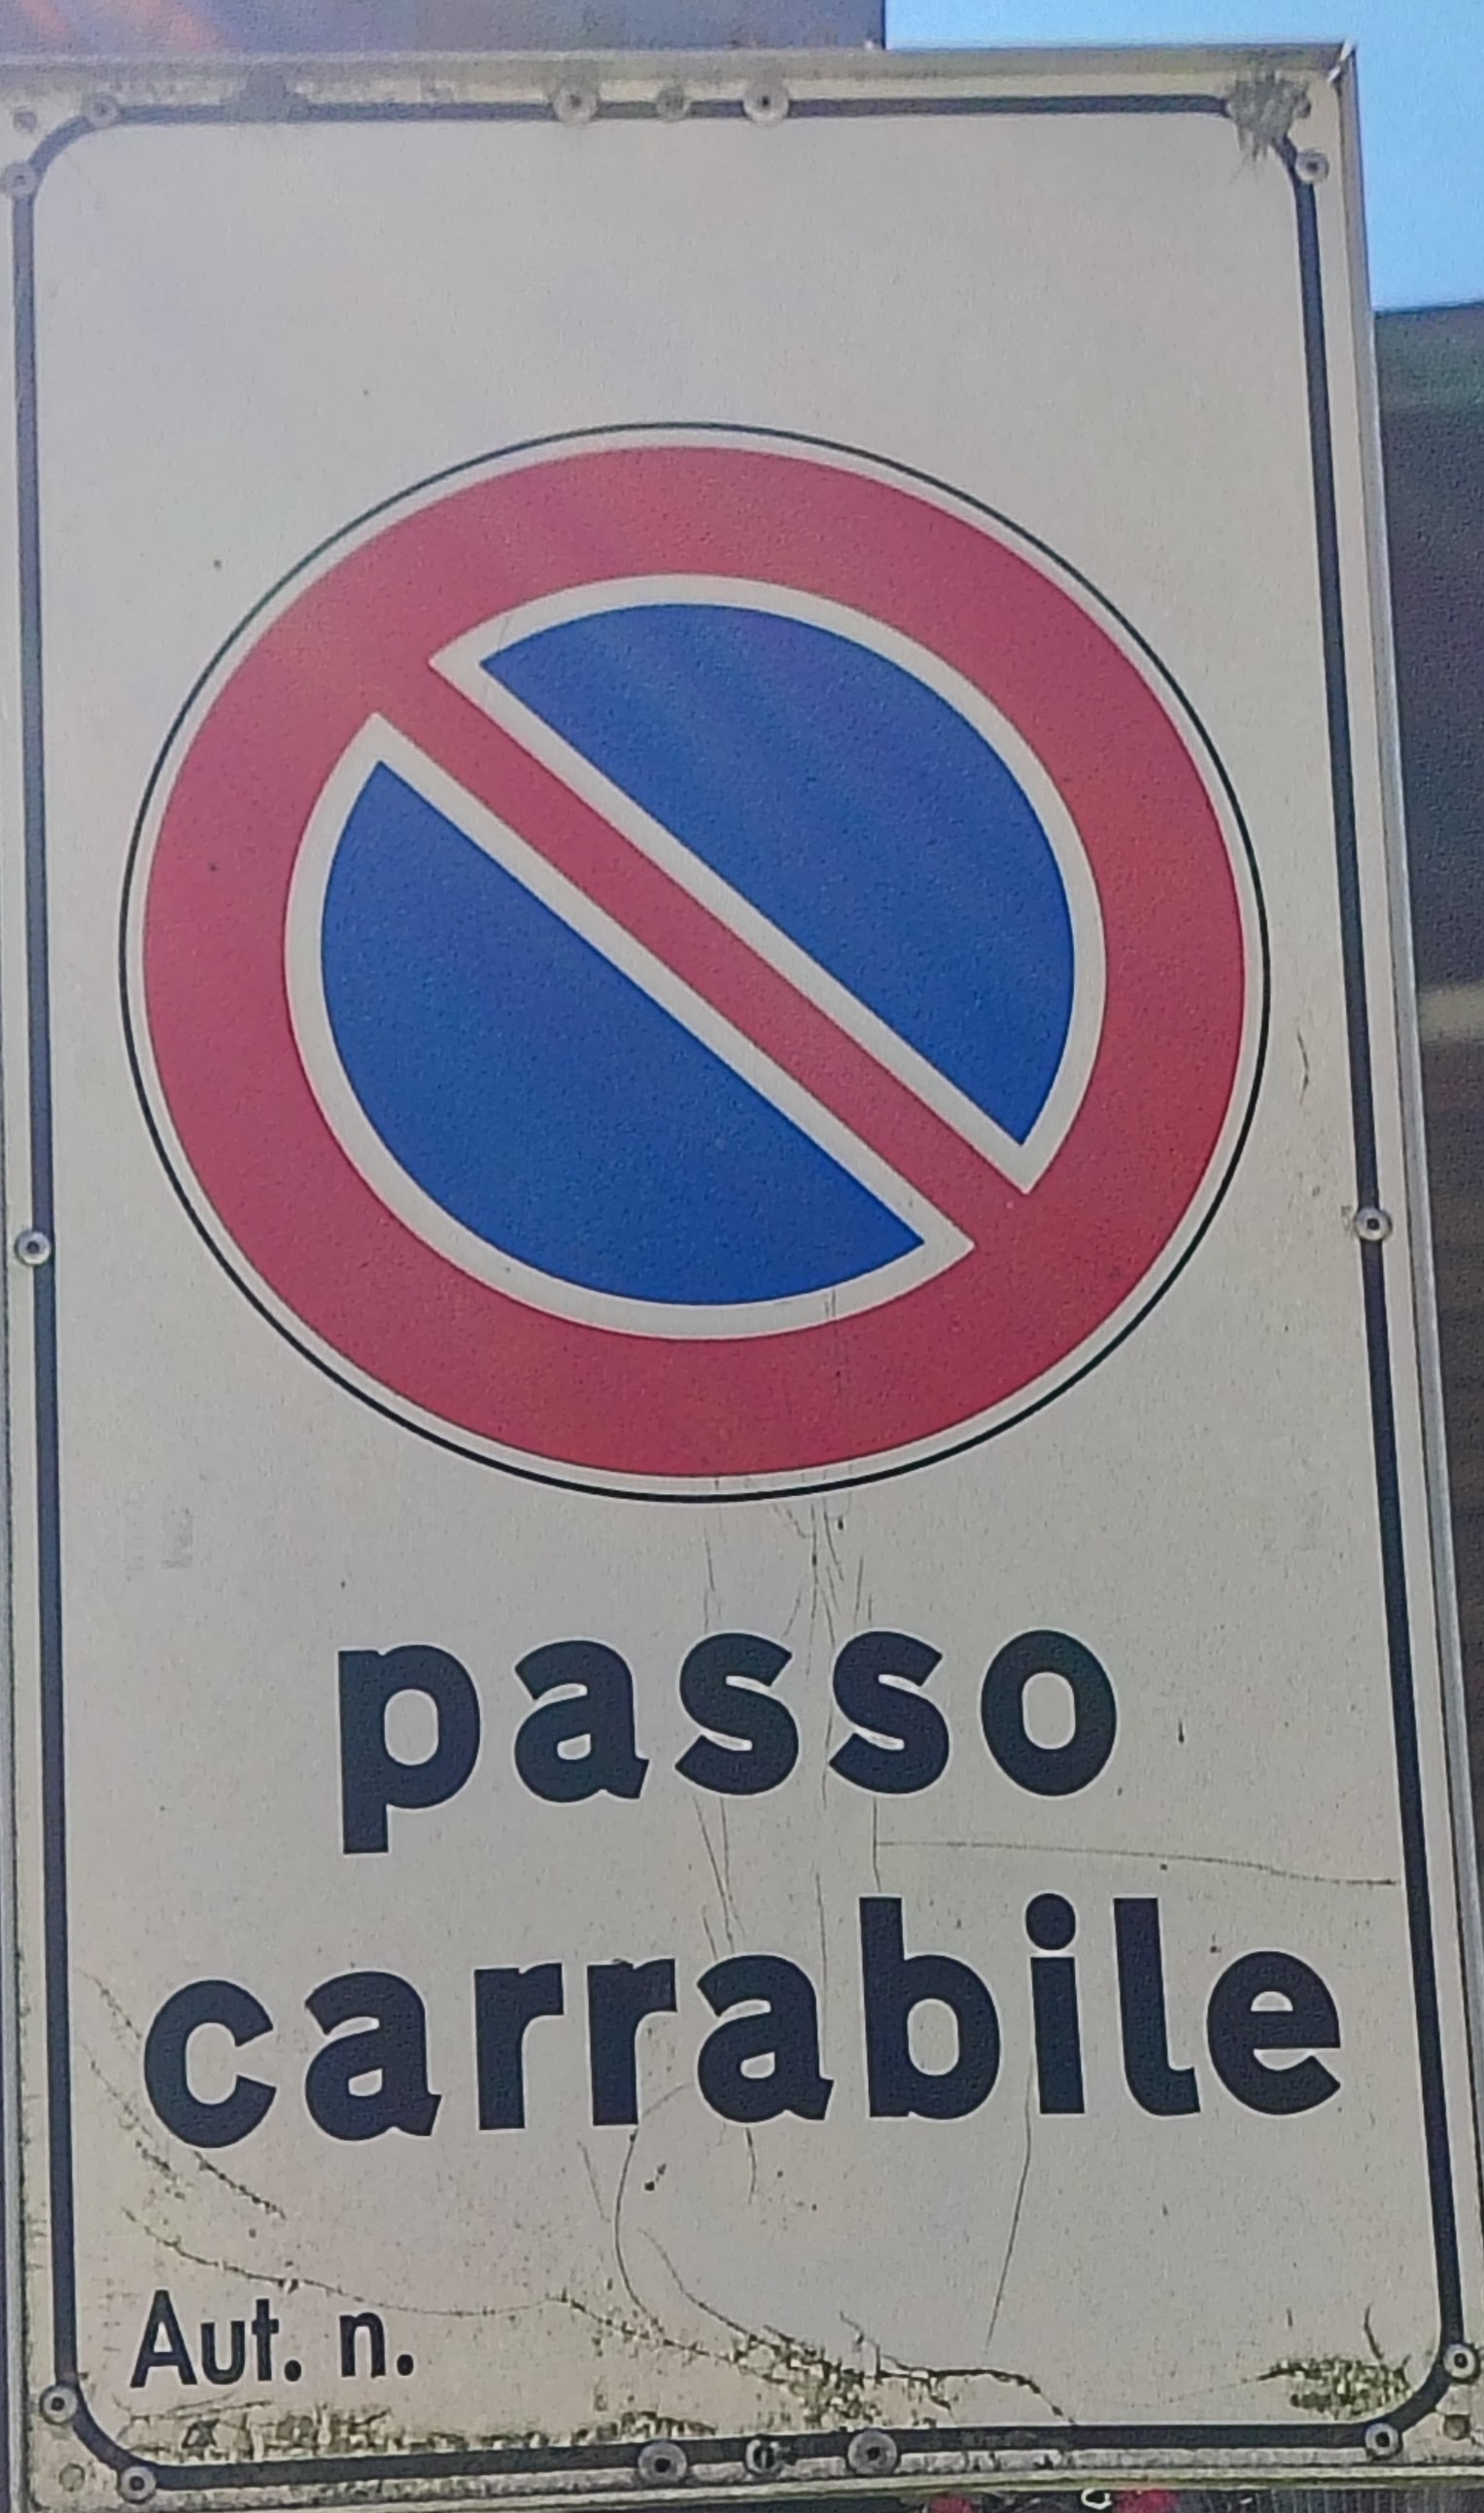 passo
carrabile
Aut. n.